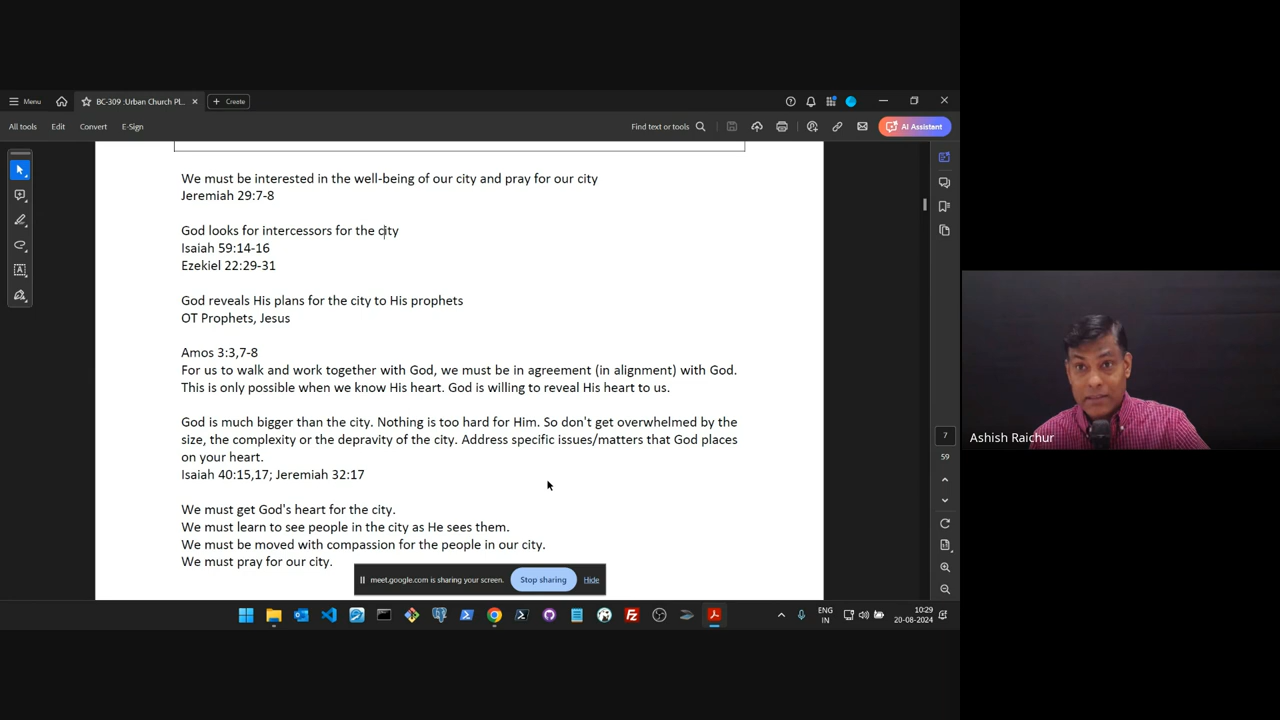 Menu
BC-309 :Urban Church Pl...
Create
All tools
Edit
Convert
E-Sign
Find text or tools
AI Assistant
We must be interested in the well-being of our city and pray for our city
Jeremiah 29:7-8
God looks for intercessors for the city
Isaiah 59:14-16
Ezekiel 22:29-31
God reveals His plans for the city to His prophets
OT Prophets, Jesus
Amos 3:3,7-8
For us to walk and work together with God, we must be in agreement (in alignment) with God.
This is only possible when we know His heart. God is willing to reveal His heart to us.
God is much bigger than the city. Nothing is too hard for Him. So don't get overwhelmed by the
size, the complexity or the depravity of the city. Address specific issues/matters that God places
on your heart.
Isaiah 40:15,17; Jeremiah 32:17
We must get God's heart for the city.
We must learn to see people in the city as He sees them.
We must be moved with compassion for the people in our city.
We must pray for our city.
7
59
Ashish Raichur
meet.google.com is sharing your screen.
Stop sharing
Hide
ENG
IN
10:29
20-08-2024